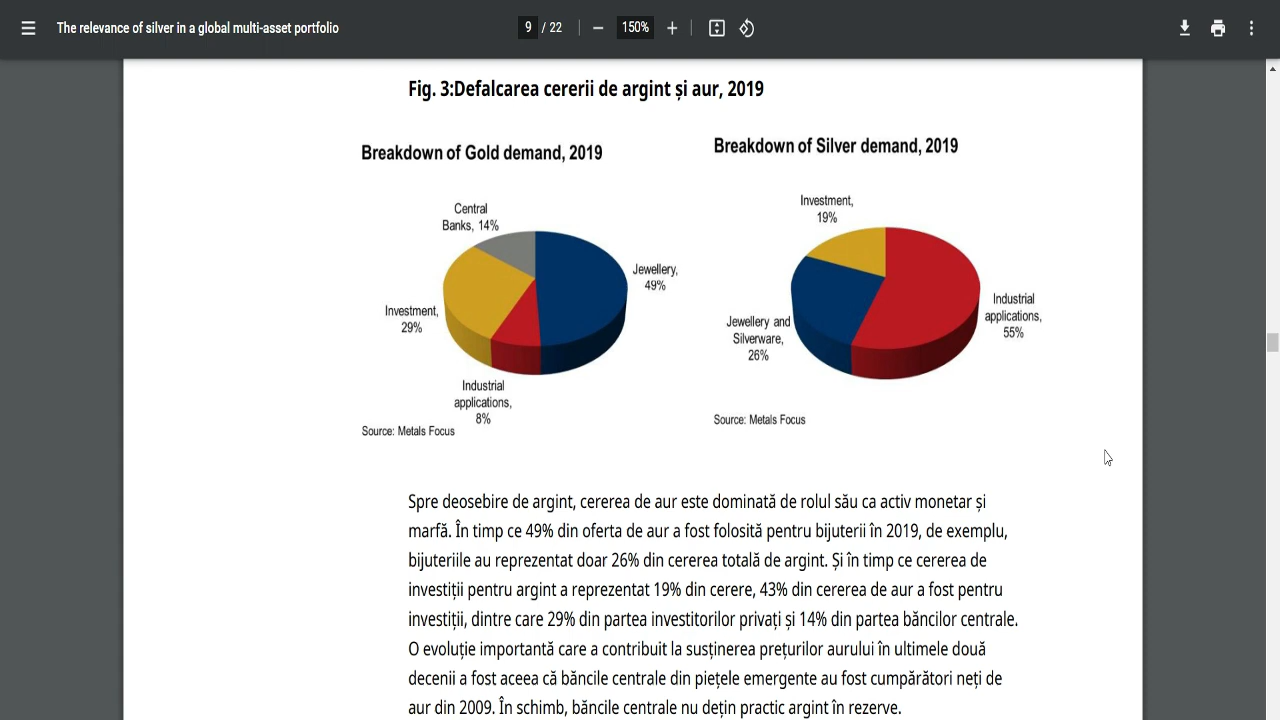 The relevance of silver in a global multi-asset portfolio
9 / 22
150%
Fig. 3:Defalcarea cererii de argint și aur, 2019
Breakdown of Gold demand, 2019
Central
Banks, 14%
Jewellery,
49%
Investment,
29%
Industrial
applications,
8%
Source: Metals Focus
Breakdown of Silver demand, 2019
Investment,
19%
Industrial
applications,
55%
Jewellery and
Silverware,
26%
Source: Metals Focus
Spre deosebire de argint, cererea de aur este dominată de rolul său ca activ monetar și
marfă. În timp ce 49% din oferta de aur a fost folosită pentru bijuterii în 2019, de exemplu,
bijuteriile au reprezentat doar 26% din cererea totală de argint. Și în timp ce cererea de
investiții pentru argint a reprezentat 19% din cerere, 43% din cererea de aur a fost pentru
investiții, dintre care 29% din partea investitorilor privați și 14% din partea băncilor centrale.
O evoluție importantă care a contribuit la susținerea prețurilor aurului în ultimele două
decenii a fost aceea că băncile centrale din piețele emergente au fost cumpărători neți de
aur din 2009. În schimb, băncile centrale nu dețin practic argint în rezerve.